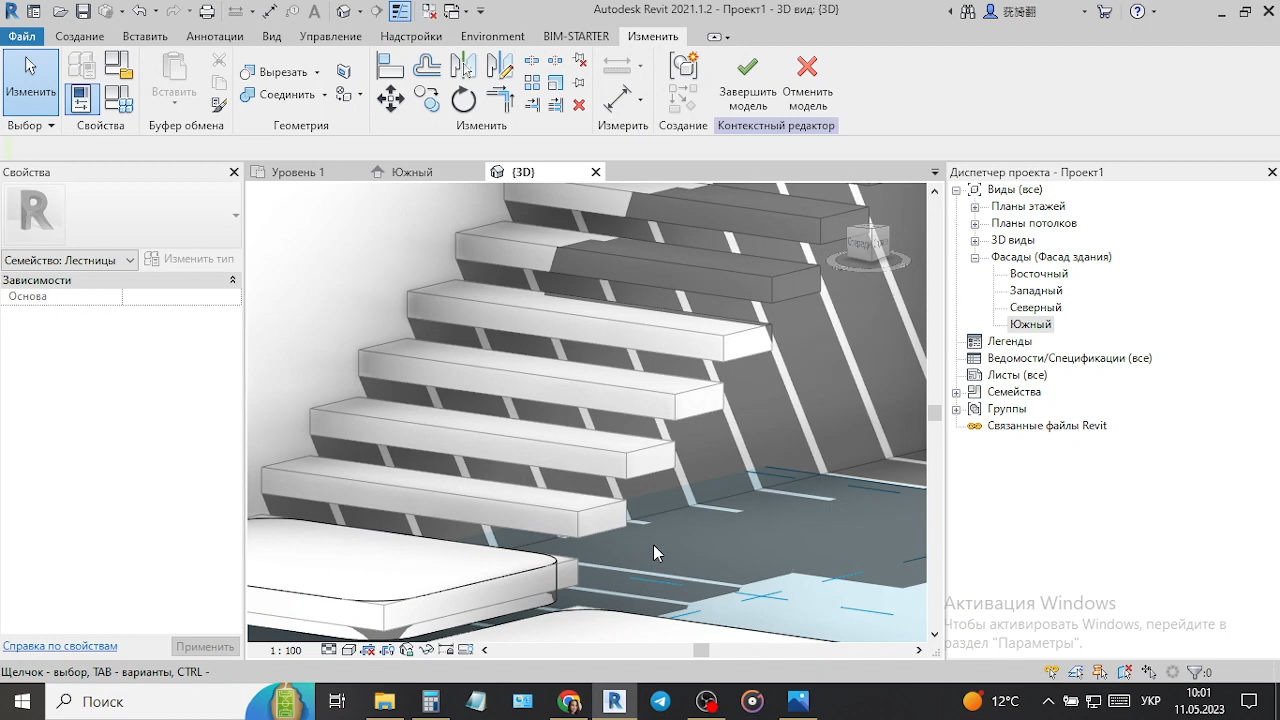 Autodesk Revit 2021.1.2 - Проект1 - 3D вид: {3D}
Файл Создание Вставить Аннотации Вид Управление Надстройки Environment BIM-STARTER Изменить
Вырезать
Соединить
Изменить Вставить Завершить модель Отменить модель
Выбор Свойства Буфер обмена Геометрия Изменить Измерить Создание Контекстный редактор
Свойства Уровень 1 Южный {3D} Диспетчер проекта - Проект1
R
Семейство: Лестницы Изменить тип
Зависимости
Основа
Виды (все)
Планы этажей
Планы потолков
3D виды
Фасады (Фасад здания)
Восточный
Западный
Северный
Южный
Легенды
Ведомости/Спецификации (все)
Листы (все)
Семейства
Группы
Связанные файлы Revit
Активация Windows
Чтобы активировать Windows, перейдите в
раздел "Параметры".
Справка по свойствам Применить 1 : 100
Щелчок - выбор, TAB - варианты, CTRL - :0
Поиск 12°C УКР 10:01
11.05.2023